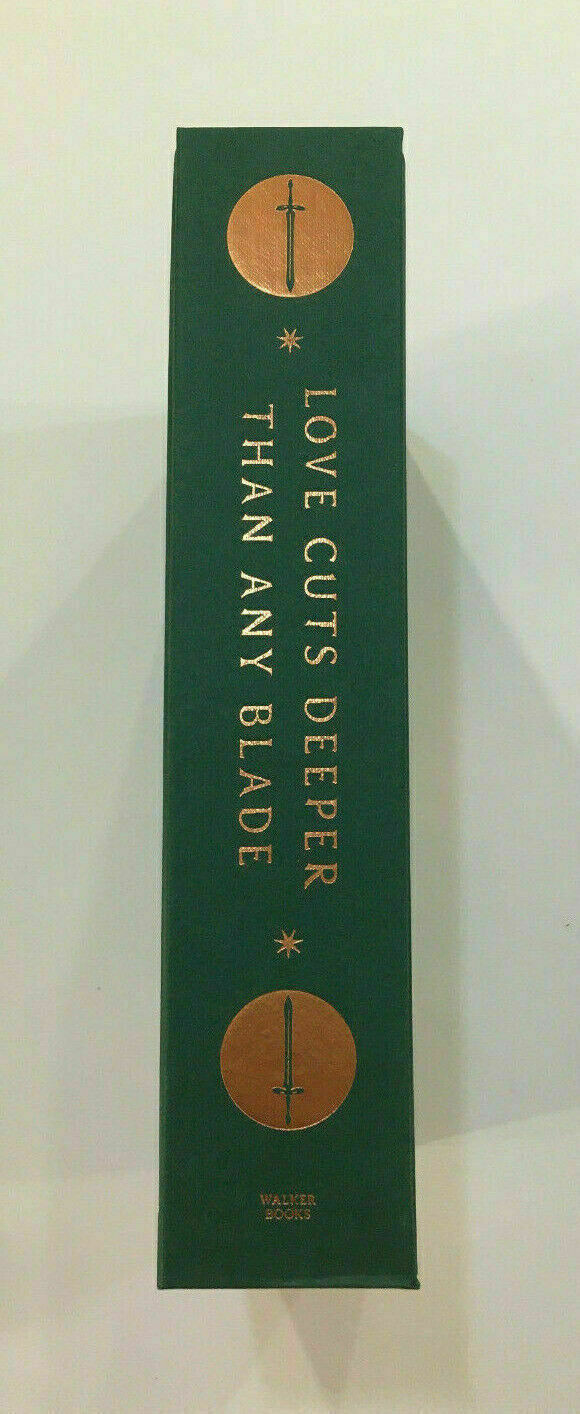 LOVE CUTS DEEPER
THAN ANY BLADE
WALKER
BOOKS